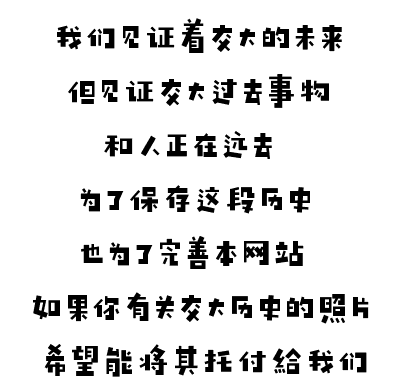 我们见证着交大的未来
但见证交大过去事物
和人正在远去
为了保存这段历史
也为了完善本网站
如果你有关交大历史的照片
希望能将其托付給我们